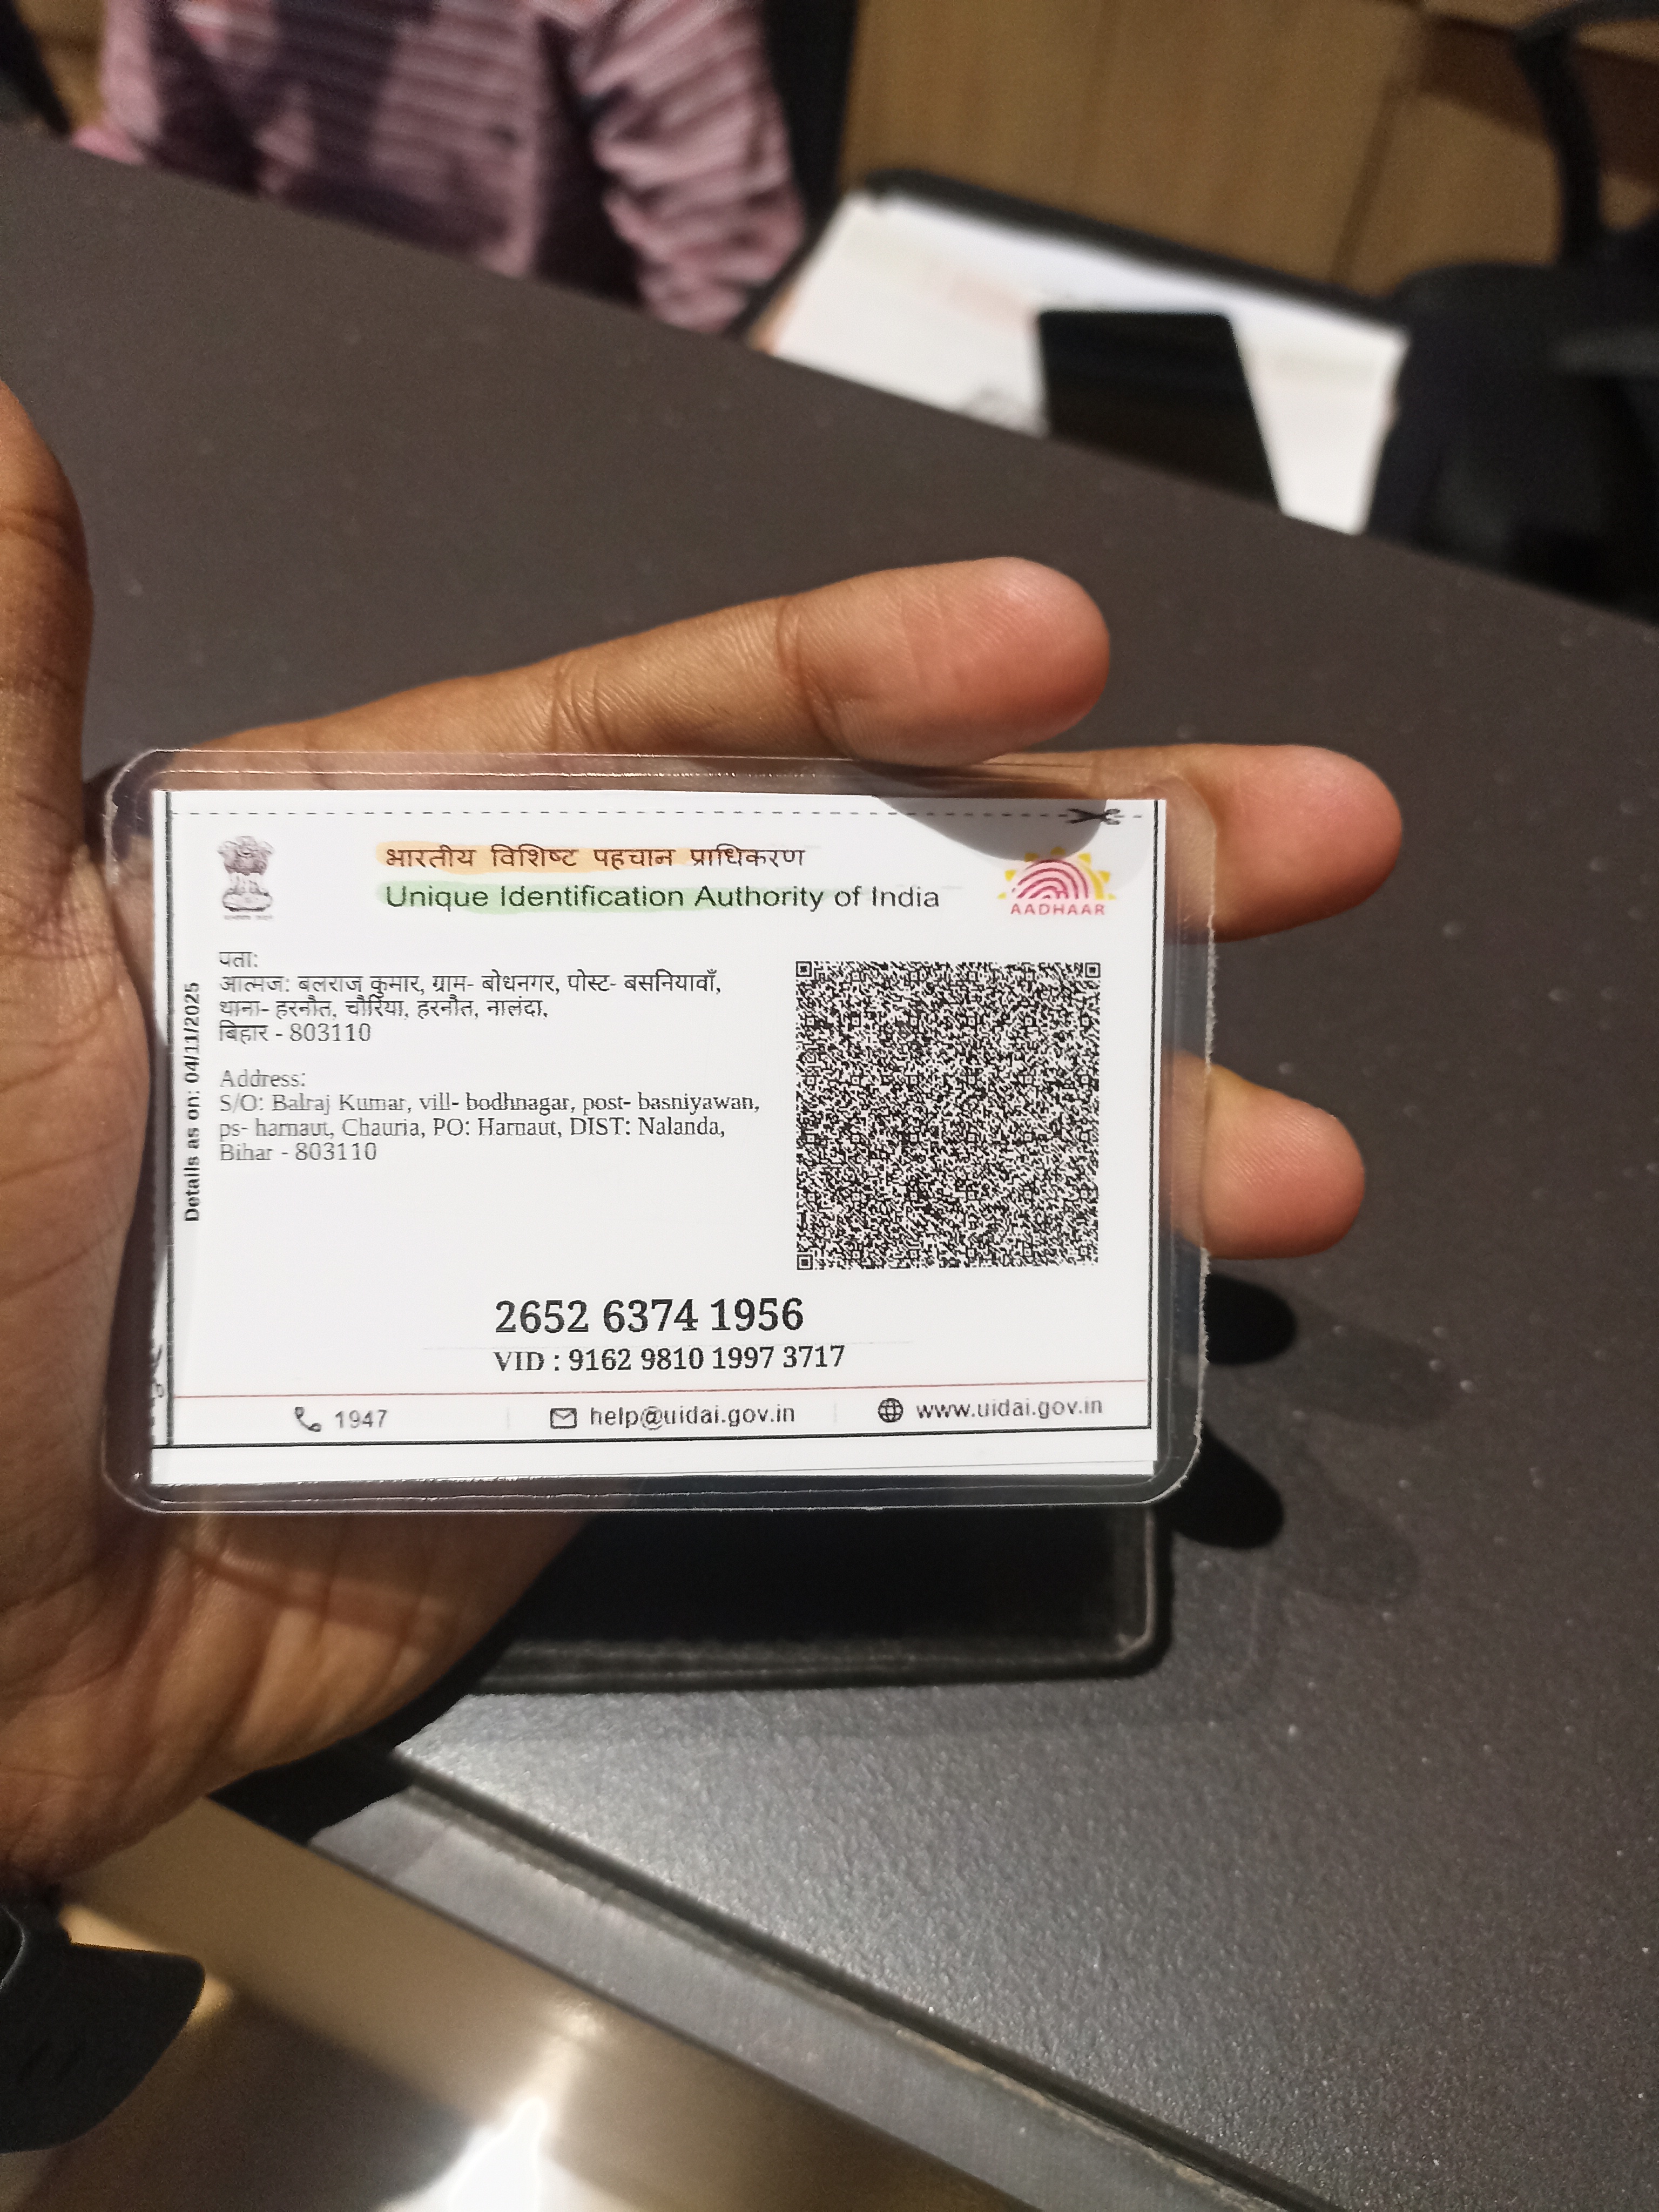 भारतीय विशिष्ट पहचान प्राधिकरण
Unique Identification Authority of India
AADHAAR
Details as on: 04/11/2025
पता:
आत्मज: बलराज कुमार, ग्राम- बोधनगर, पोस्ट- बसनियावाँ,
थाना- हरनौत, चौरिया, हरनौत, नालंदा,
बिहार - 803110
Address:
S/O: Balraj Kumar, vill- bodhnagar, post- basniyawan,
ps- harnaut, Chauria, PO: Harnaut, DIST: Nalanda,
Bihar - 803110
2652 6374 1956
VID : 9162 9810 1997 3717
1947
help@uidai.gov.in
www.uidai.gov.in